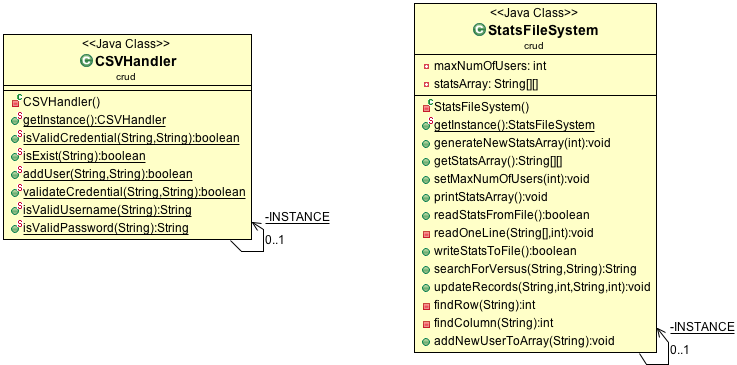 <<Java Class>>
CSVHandler
crud
CSVHandler()
getInstance():CSVHandler
isValidCredential(String,String):boolean
isExist(String):boolean
addUser(String,String):boolean
validateCredential(String,String):boolean
isValidUsername(String):String
isValidPassword(String):String
-INSTANCE
0..1
<<Java Class>>
StatsFileSystem
crud
maxNumOfUsers: int
statsArray: String[][]
StatsFileSystem()
getInstance():StatsFileSystem
generateNewStatsArray(int):void
getStatsArray():String[][]
setMaxNumOfUsers(int):void
printStatsArray():void
readStatsFromFile():boolean
readOneLine(String[],int):void
writeStatsToFile():boolean
searchForVersus(String,String):String
updateRecords(String,int,String,int):void
findRow(String):int
findColumn(String):int
addNewUserToArray(String):void
-INSTANCE
0..1